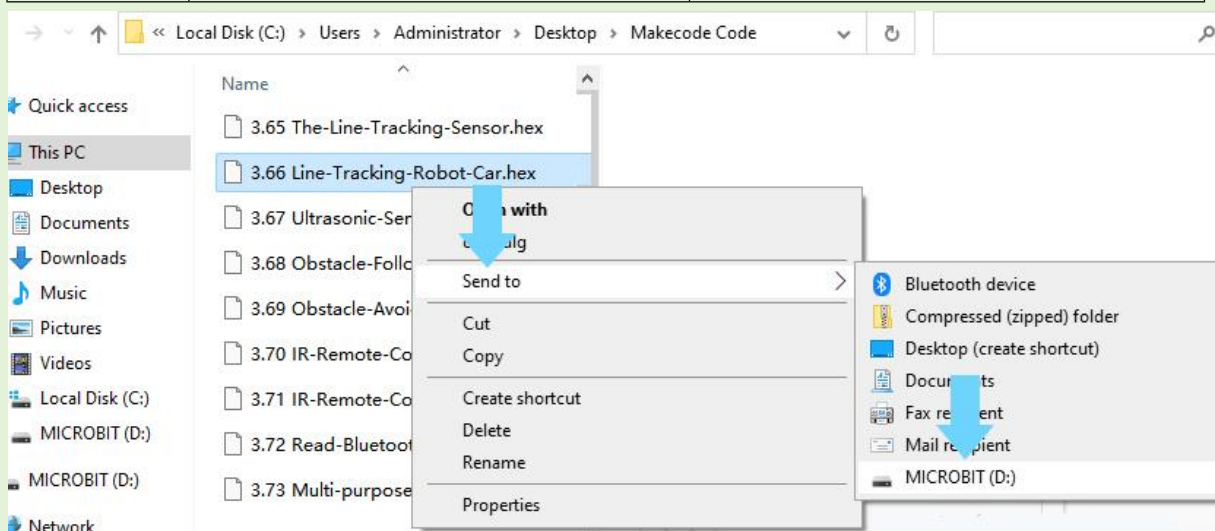 « Local Disk (C:) › Users › Administrator › Desktop › Makecode Code
Quick access
This PC
Desktop
Documents
Downloads
Music
Pictures
Videos
Local Disk (C:)
MICROBIT (D:)
MICROBIT (D:)
Network
Name
3.65 The-Line-Tracking-Sensor.hex
3.66 Line-Tracking-Robot-Car.hex
3.67 Ultrasonic-Ser
3.68 Obstacle-Follo
3.69 Obstacle-Avoi
3.70 IR-Remote-Co
3.71 IR-Remote-Co
3.72 Read-Bluetoot
3.73 Multi-purpose
with
Send to
Cut
Copy
Create shortcut
Delete
Rename
Properties
Bluetooth device
Compressed (zipped) folder
Desktop (create shortcut)
Documents
Fax recipient
Mail recipient
MICROBIT (D:)